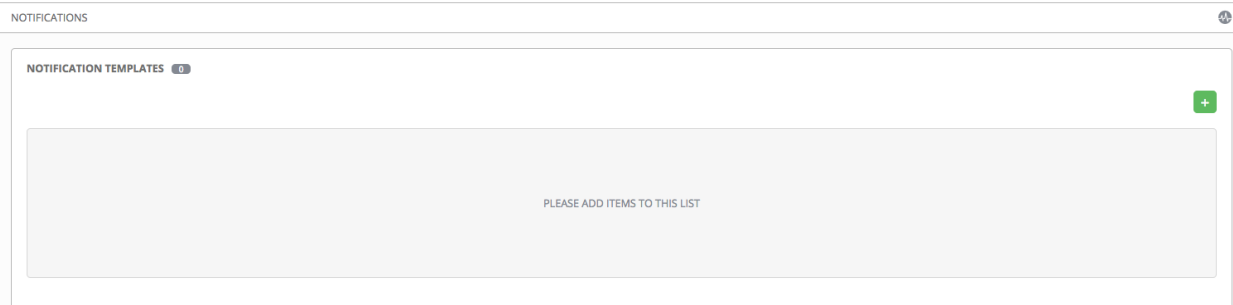 NOTIFICATIONS
NOTIFICATION TEMPLATES 0
+
PLEASE ADD ITEMS TO THIS LIST